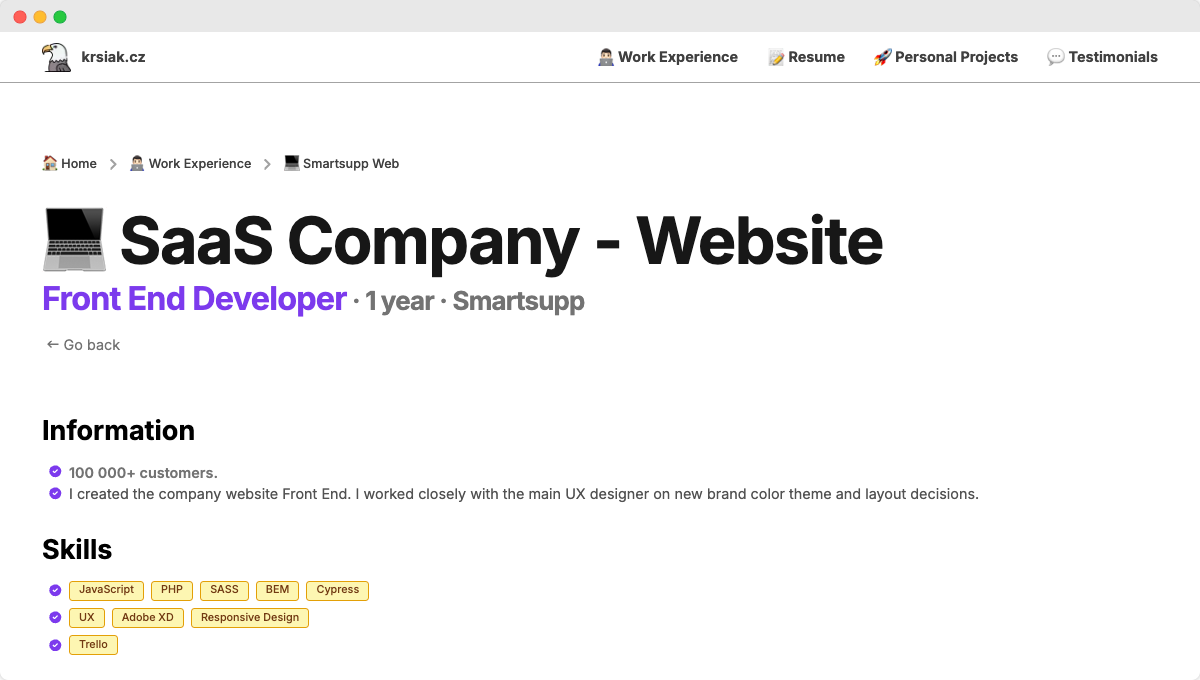 krsiak.cz Work Experience Resume Personal Projects Testimonials
Home Work Experience Smartsupp Web
SaaS Company - Website
Front End Developer · 1 year · Smartsupp
← Go back
Information
100 000+ customers.
I created the company website Front End. I worked closely with the main UX designer on new brand color theme and layout decisions.
Skills
JavaScript PHP SASS BEM Cypress
UX Adobe XD Responsive Design
Trello